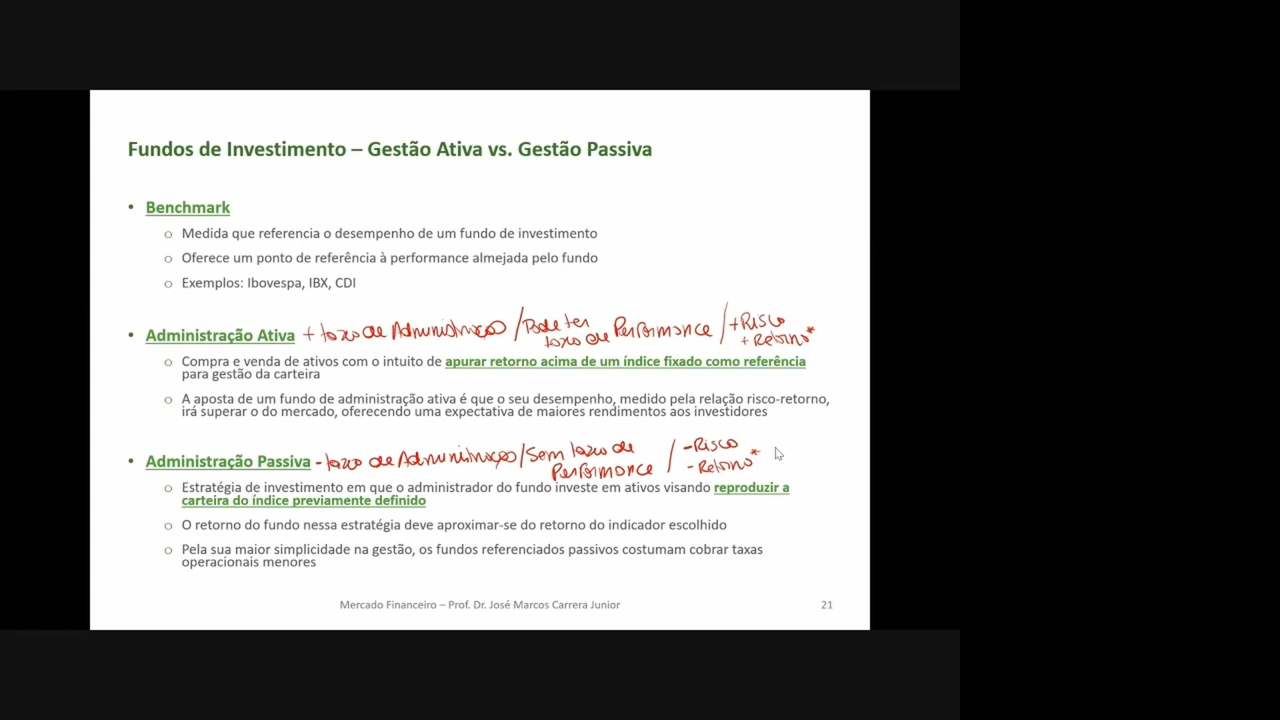 Fundos de Investimento – Gestão Ativa vs. Gestão Passiva
• Benchmark
o Medida que referencia o desempenho de um fundo de investimento
o Oferece um ponto de referência à performance almejada pelo fundo
o Exemplos: Ibovespa, IBX, CDI
• Administração Ativa + taxa de Administração / Pode ter taxa de Performance / + Risco + Retorno*
o Compra e venda de ativos com o intuito de apurar retorno acima de um índice fixado como referência
para gestão da carteira
o A aposta de um fundo de administração ativa é que o seu desempenho, medido pela relação risco-retorno,
irá superar o do mercado, oferecendo uma expectativa de maiores rendimentos aos investidores
• Administração Passiva - taxa de Administração / Sem taxa de Performance / - Risco - Retorno*
o Estratégia de investimento em que o administrador do fundo investe em ativos visando reproduzir a
carteira do índice previamente definido
o O retorno do fundo nessa estratégia deve aproximar-se do retorno do indicador escolhido
o Pela sua maior simplicidade na gestão, os fundos referenciados passivos costumam cobrar taxas
operacionais menores
Mercado Financeiro – Prof. Dr. José Marcos Carrera Junior 21